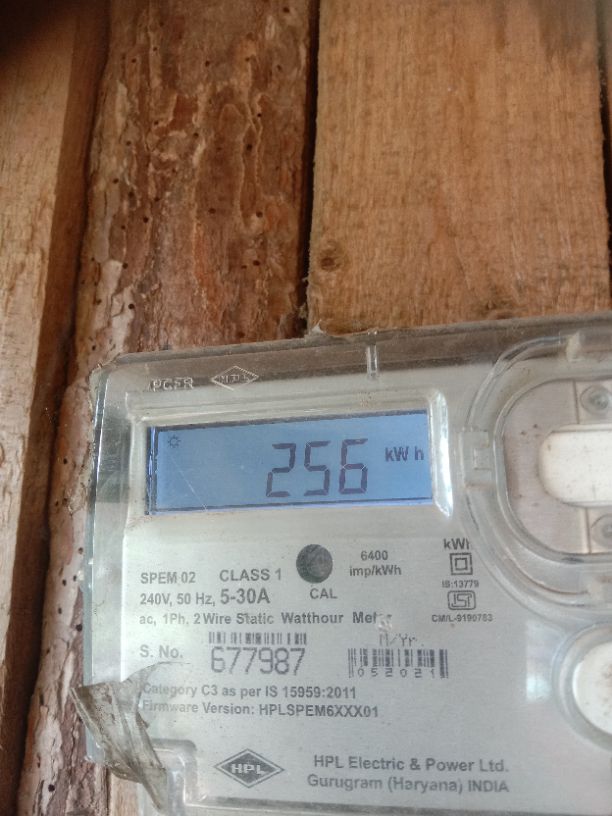 HPL
256 kWh
6400
imp/kWh
kWh
SPEM 02 CLASS 1
CAL
IS:13779
240V, 50 Hz, 5-30A
ISI
CM/L-9190763
ac, 1Ph, 2 Wire Static Watthour Meter
M/Yr.
S. No. 677987
052021
Category C3 as per IS 15959:2011
Firmware Version: HPLSPEM6XXX01
HPL
HPL Electric & Power Ltd.
Gurugram (Haryana) INDIA